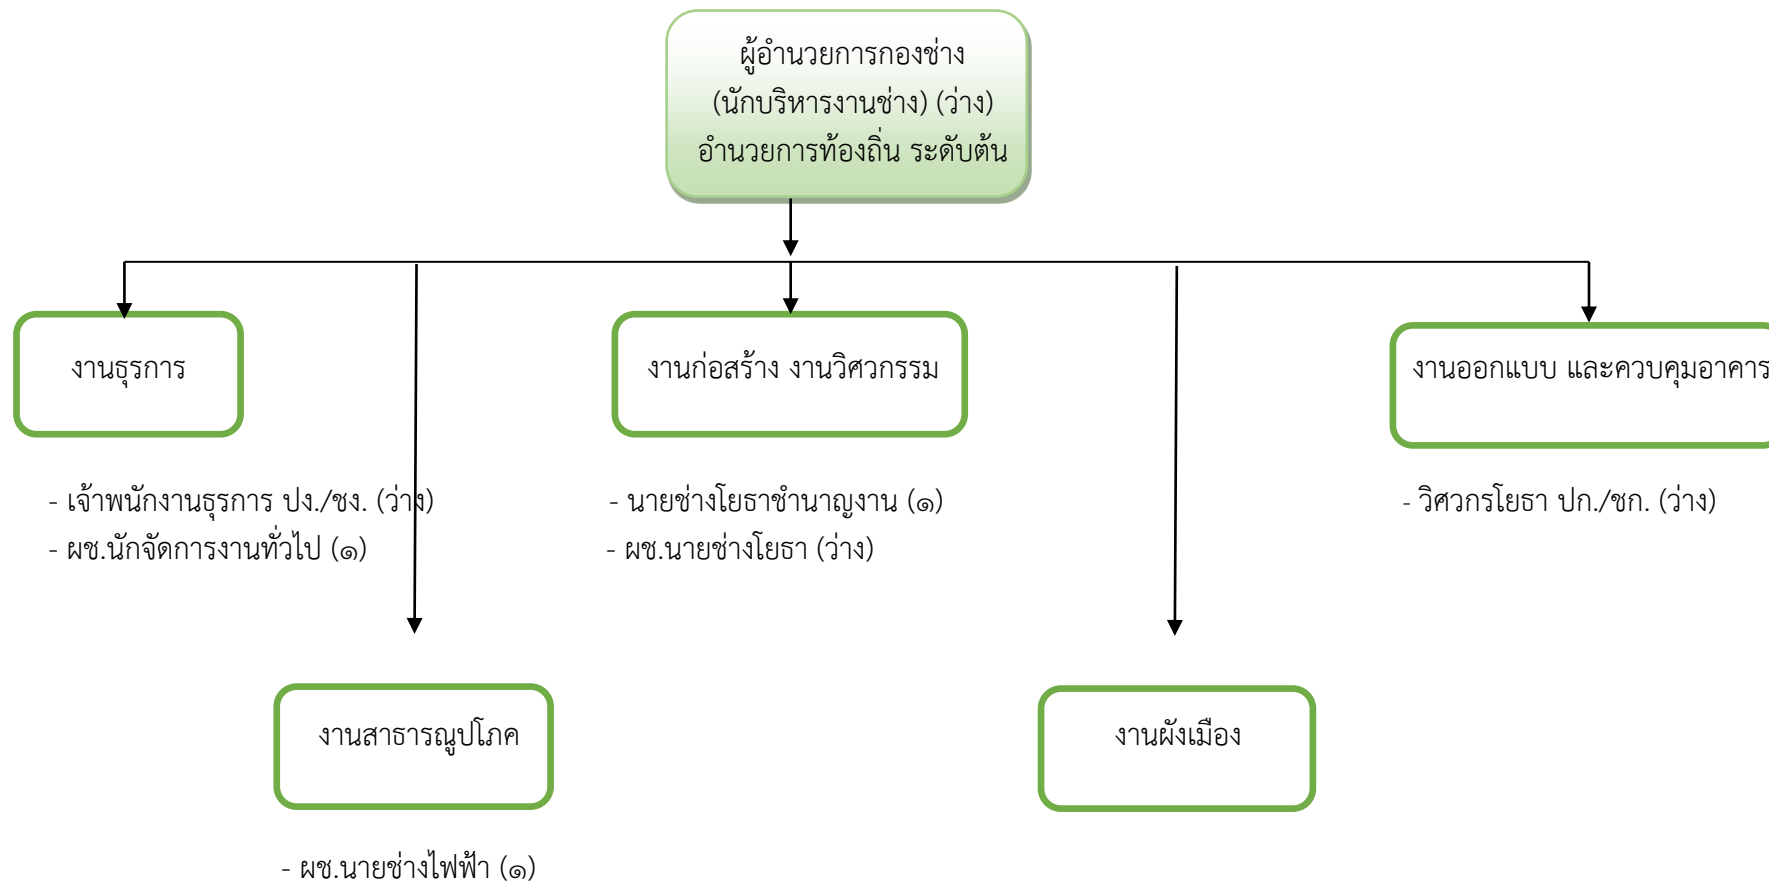 ผู้อำนวยการกองช่าง
(นักบริหารงานช่าง) (ว่าง)
อำนวยการท้องถิ่น ระดับต้น
งานธุรการ
งานก่อสร้าง งานวิศวกรรม
งานออกแบบ และควบคุมอาคาร
- เจ้าพนักงานธุรการ ปง./ชง. (ว่าง)
- ผช.นักจัดการงานทั่วไป (๑)
- นายช่างโยธาชำนาญงาน (๑)
- ผช.นายช่างโยธา (ว่าง)
- วิศวกรโยธา ปก./ชก. (ว่าง)
งานสาธารณูปโภค
งานผังเมือง
- ผช.นายช่างไฟฟ้า (๑)